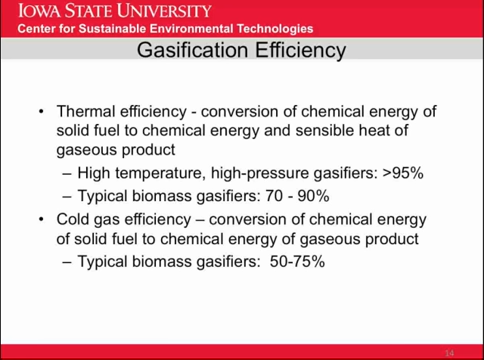 IOWA STATE UNIVERSITY
Center for Sustainable Environmental Technologies
Gasification Efficiency
• Thermal efficiency - conversion of chemical energy of
solid fuel to chemical energy and sensible heat of
gaseous product
– High temperature, high-pressure gasifiers: >95%
– Typical biomass gasifiers: 70 - 90%
• Cold gas efficiency – conversion of chemical energy
of solid fuel to chemical energy of gaseous product
– Typical biomass gasifiers: 50-75%
14